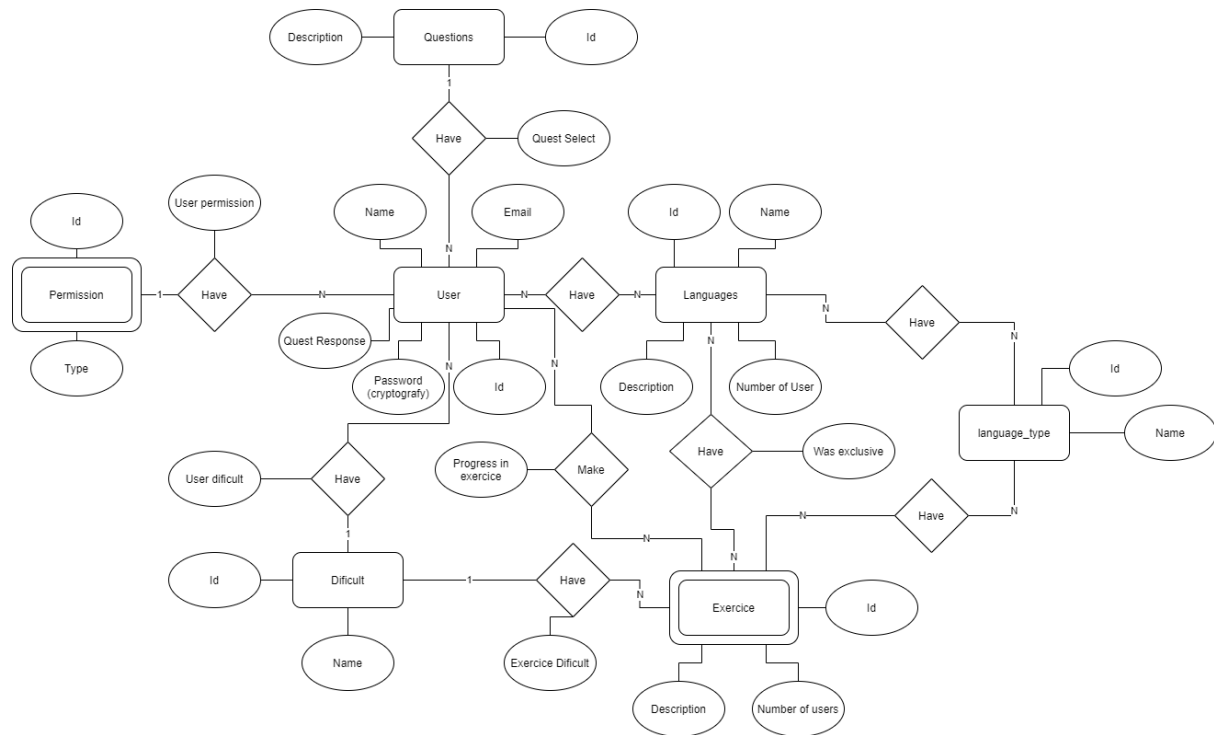 Description
Questions
Id
1
Have
Quest Select
N
User permission
Id
Name
Email
Id
Name
Permission
1
Have
N
User
N
Have
N
Languages
N
Have
N
Type
Quest Response
Password
(cryptografy)
Id
N
N
Description
Number of User
N
Id
language_type
Name
User dificult
Have
Progress in
exercice
Make
Have
Was exclusive
N
Have
N
1
N
N
Id
Dificult
1
Have
N
Exercice
Id
Name
Exercice Dificult
Description
Number of users